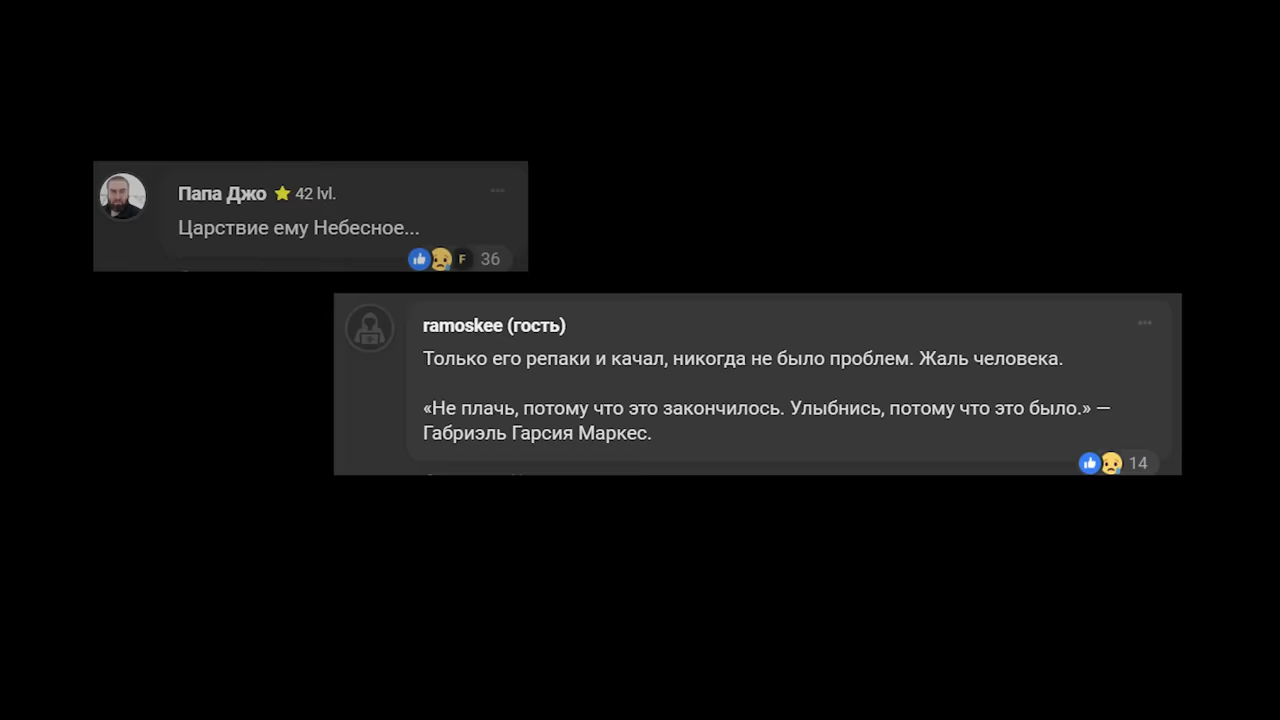 Папа Джо 42 lvl.
Царствие ему Небесное...
F 36
ramoskee (гость)
Только его репаки и качал, никогда не было проблем. Жаль человека.
«Не плачь, потому что это закончилось. Улыбнись, потому что это было.» —
Габриэль Гарсия Маркес.
14